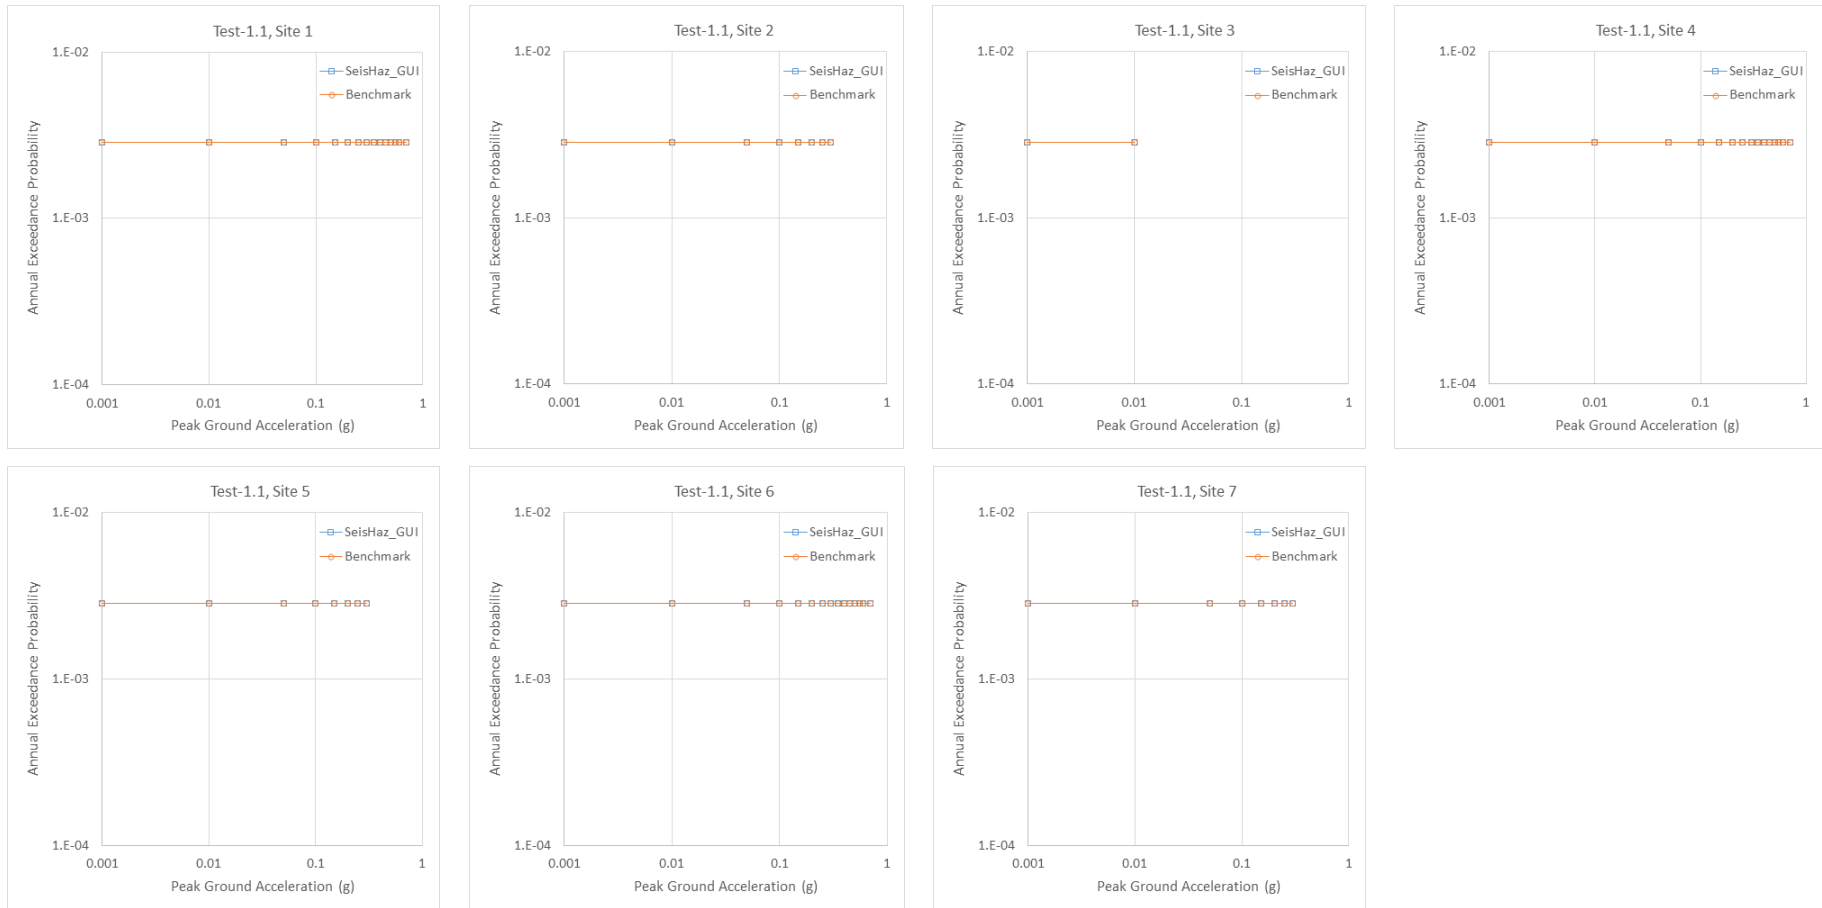 Test-1.1, Site 1
SeisHaz_GUI
Benchmark
Annual Exceedance Probability
1.E-02
1.E-03
1.E-04
0.001 0.01 0.1 1
Peak Ground Acceleration (g)
Test-1.1, Site 2
SeisHaz_GUI
Benchmark
Annual Exceedance Probability
1.E-02
1.E-03
1.E-04
0.001 0.01 0.1 1
Peak Ground Acceleration (g)
Test-1.1, Site 3
SeisHaz_GUI
Benchmark
Annual Exceedance Probability
1.E-02
1.E-03
1.E-04
0.001 0.01 0.1 1
Peak Ground Acceleration (g)
Test-1.1, Site 4
SeisHaz_GUI
Benchmark
Annual Exceedance Probability
1.E-02
1.E-03
1.E-04
0.001 0.01 0.1 1
Peak Ground Acceleration (g)
Test-1.1, Site 5
SeisHaz_GUI
Benchmark
Annual Exceedance Probability
1.E-02
1.E-03
1.E-04
0.001 0.01 0.1 1
Peak Ground Acceleration (g)
Test-1.1, Site 6
SeisHaz_GUI
Benchmark
Annual Exceedance Probability
1.E-02
1.E-03
1.E-04
0.001 0.01 0.1 1
Peak Ground Acceleration (g)
Test-1.1, Site 7
SeisHaz_GUI
Benchmark
Annual Exceedance Probability
1.E-02
1.E-03
1.E-04
0.001 0.01 0.1 1
Peak Ground Acceleration (g)